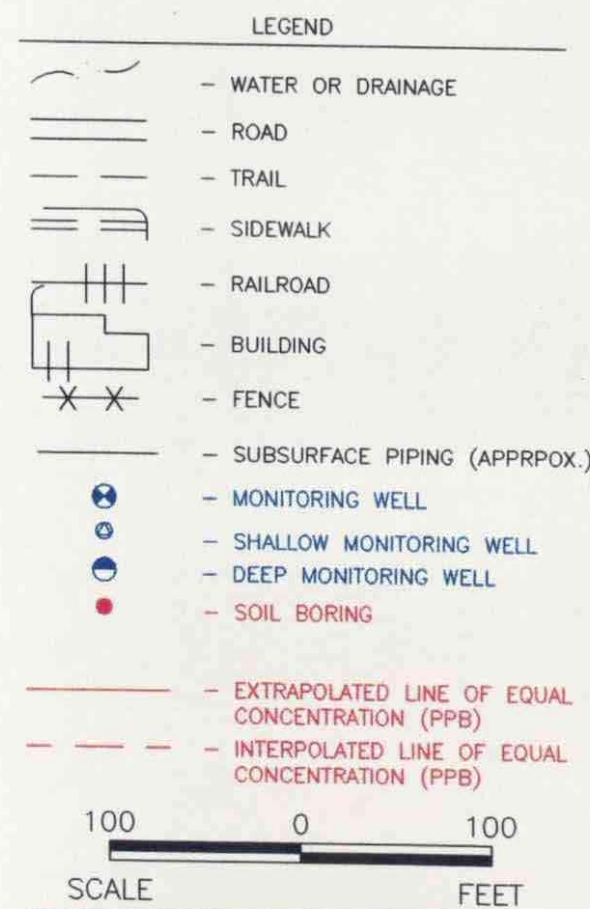 LEGEND
- WATER OR DRAINAGE
- ROAD
- TRAIL
- SIDEWALK
- RAILROAD
- BUILDING
- FENCE
- SUBSURFACE PIPING (APPRPOX.)
- MONITORING WELL
- SHALLOW MONITORING WELL
- DEEP MONITORING WELL
- SOIL BORING
- EXTRAPOLATED LINE OF EQUAL
CONCENTRATION (PPB)
- INTERPOLATED LINE OF EQUAL
CONCENTRATION (PPB)
100 0 100
SCALE FEET